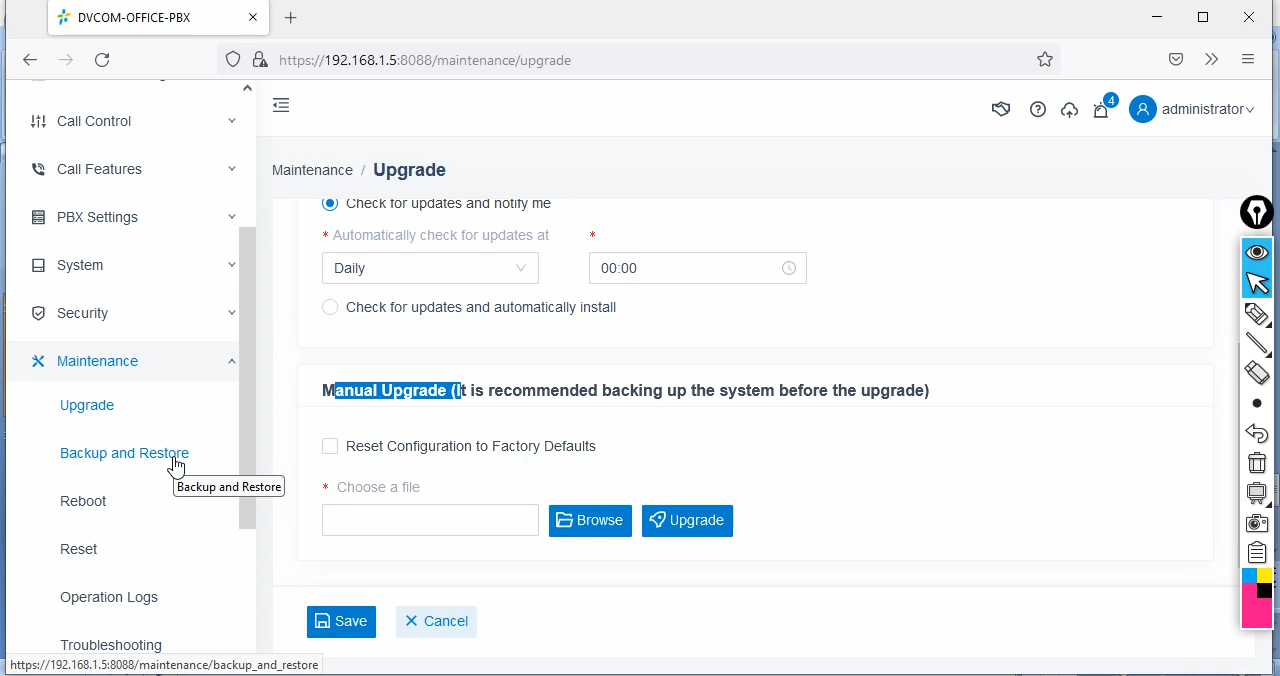 DVCOM-OFFICE-PBX
https://192.168.1.5:8088/maintenance/upgrade
Call Control
4
administrator
Call Features
Maintenance / Upgrade
PBX Settings
Check for updates and notify me
* Automatically check for updates at
*
System
Daily
00:00
Check for updates and automatically install
Security
Maintenance
Manual Upgrade (It is recommended backing up the system before the upgrade)
Upgrade
Reset Configuration to Factory Defaults
Backup and Restore
Backup and Restore
* Choose a file
Reboot
Browse
Upgrade
Reset
Operation Logs
Save
Cancel
Troubleshooting
https://192.168.1.5:8088/maintenance/backup_and_restore